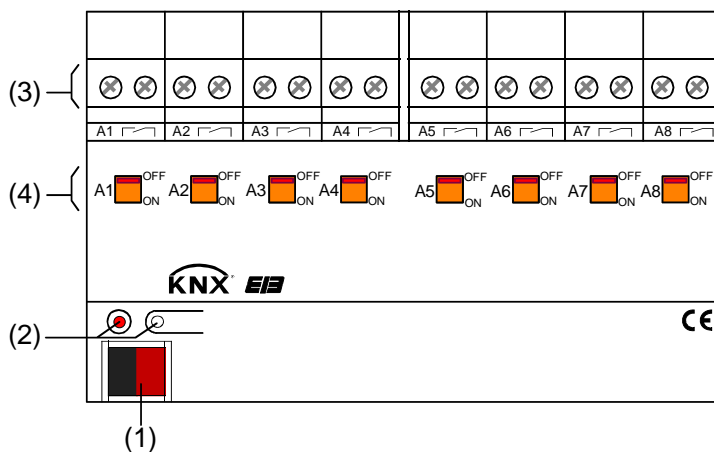 (3)
A1 A2 A3 A4 A5 A6 A7 A8
OFF OFF OFF OFF OFF OFF OFF OFF
(4) A1 A2 A3 A4 A5 A6 A7 A8
ON ON ON ON ON ON ON ON
KNX EIB
(2) CE
(1)